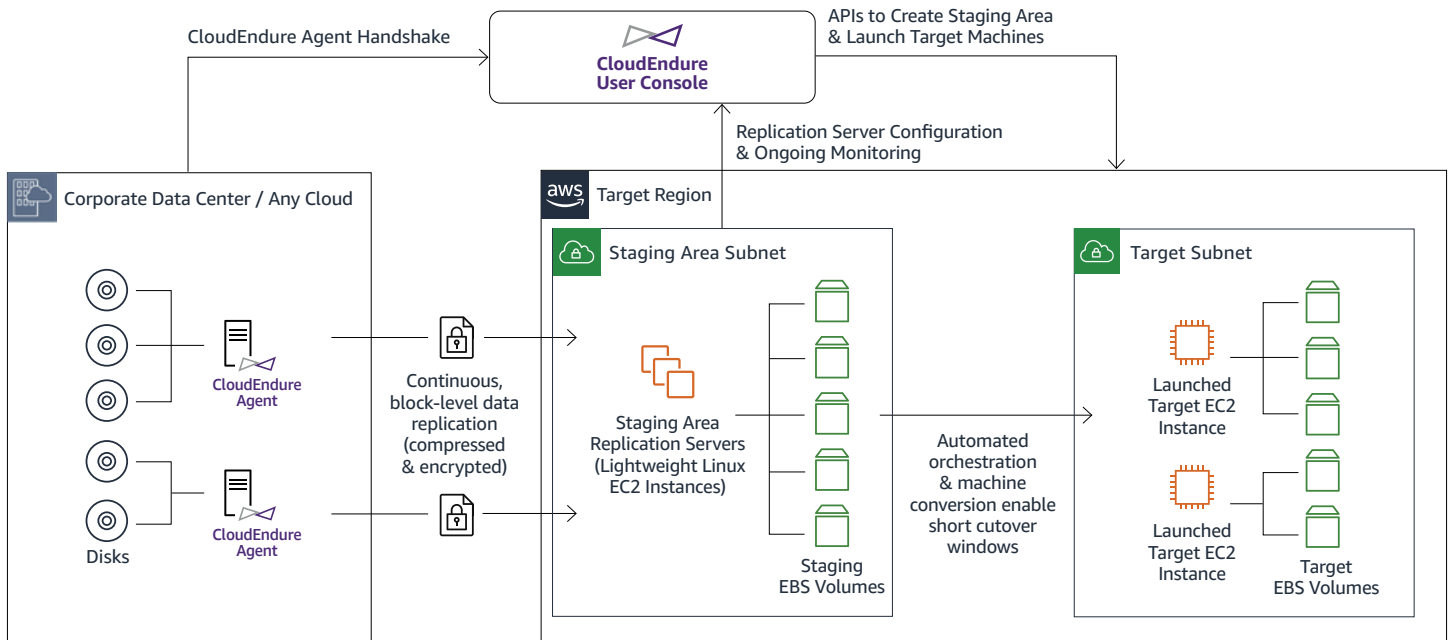 CloudEndure Agent Handshake
CloudEndure
User Console
APIs to Create Staging Area
& Launch Target Machines
Replication Server Configuration
& Ongoing Monitoring
Corporate Data Center / Any Cloud
CloudEndure
Agent
CloudEndure
Agent
Disks
Continuous,
block-level data
replication
(compressed
& encrypted)
aws
Target Region
Staging Area Subnet
Staging Area
Replication Servers
(Lightweight Linux
EC2 Instances)
Staging
EBS Volumes
Automated
orchestration
& machine
conversion enable
short cutover
windows
Target Subnet
Launched
Target EC2
Instance
Launched
Target EC2
Instance
Target
EBS Volumes